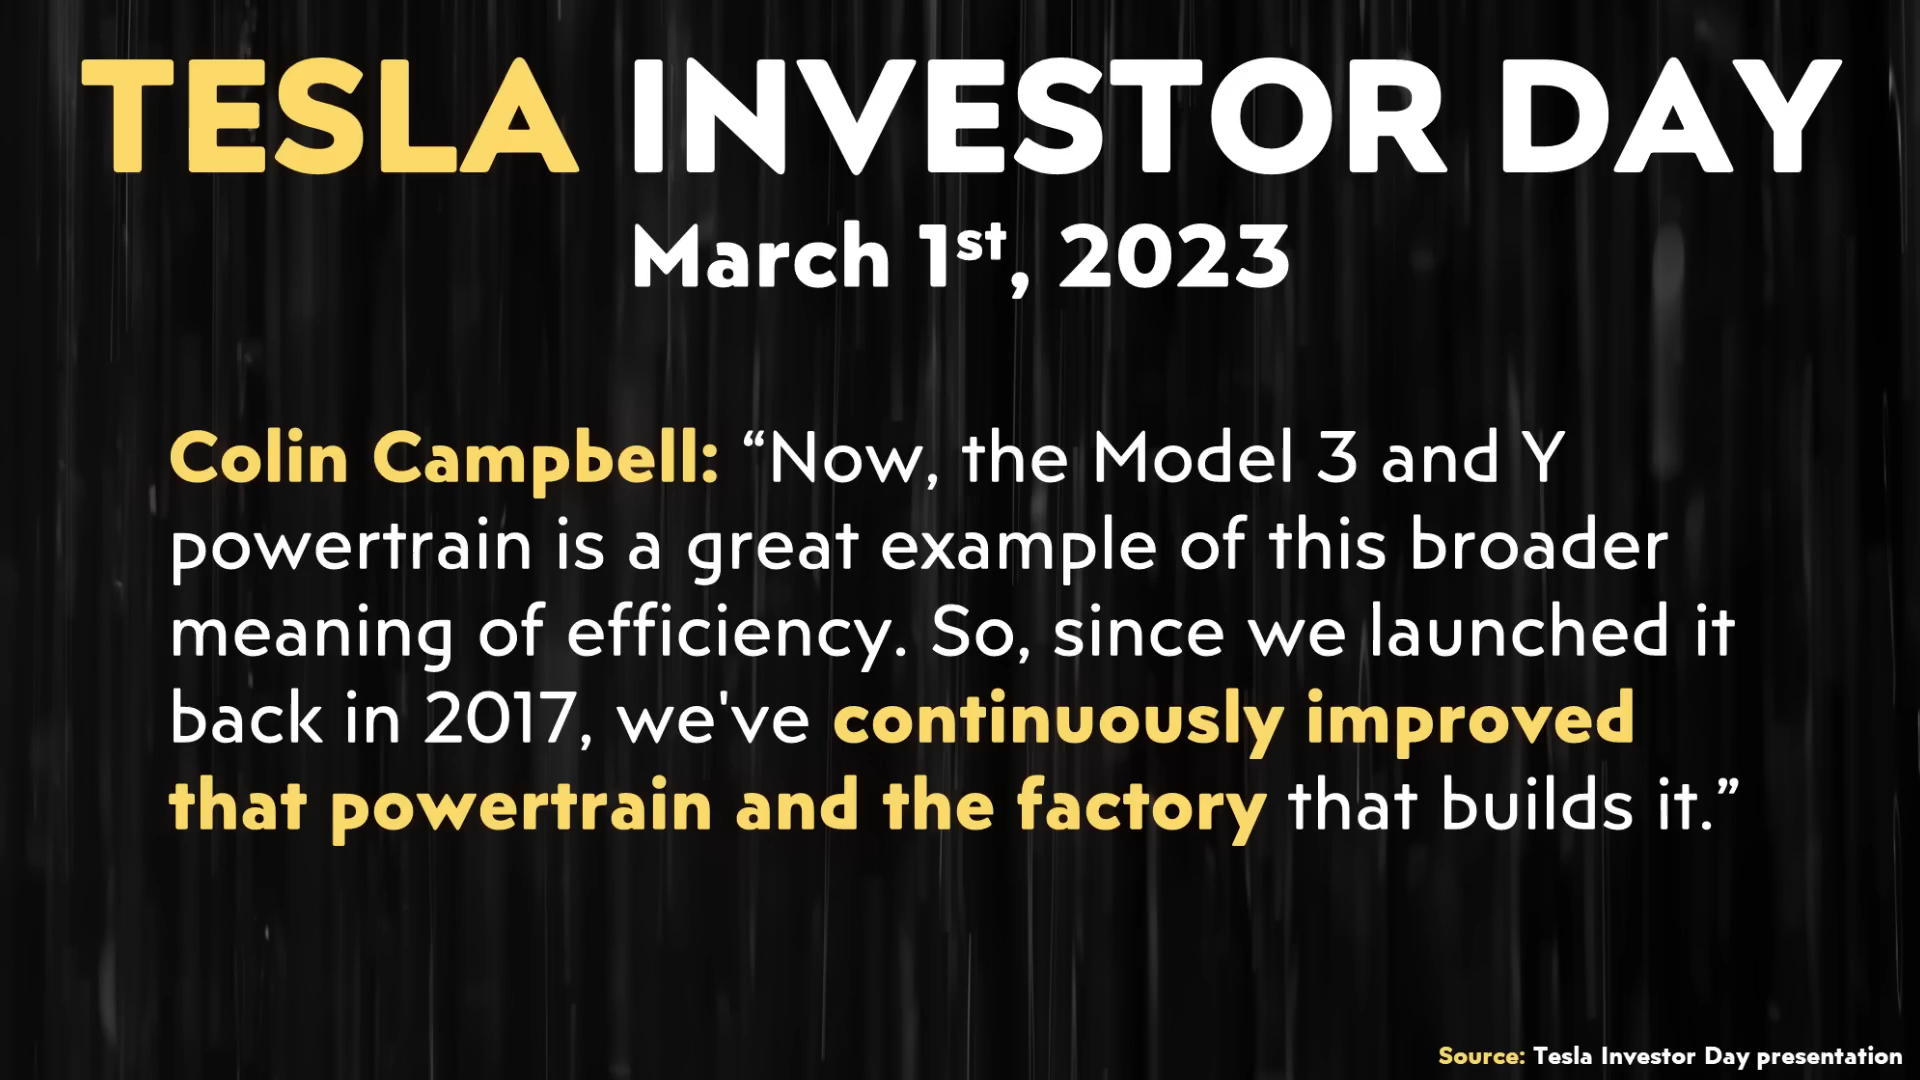 TESLA INVESTOR DAY
March 1st, 2023
Colin Campbell: “Now, the Model 3 and Y
powertrain is a great example of this broader
meaning of efficiency. So, since we launched it
back in 2017, we've continuously improved
that powertrain and the factory that builds it.”
Source: Tesla Investor Day presentation